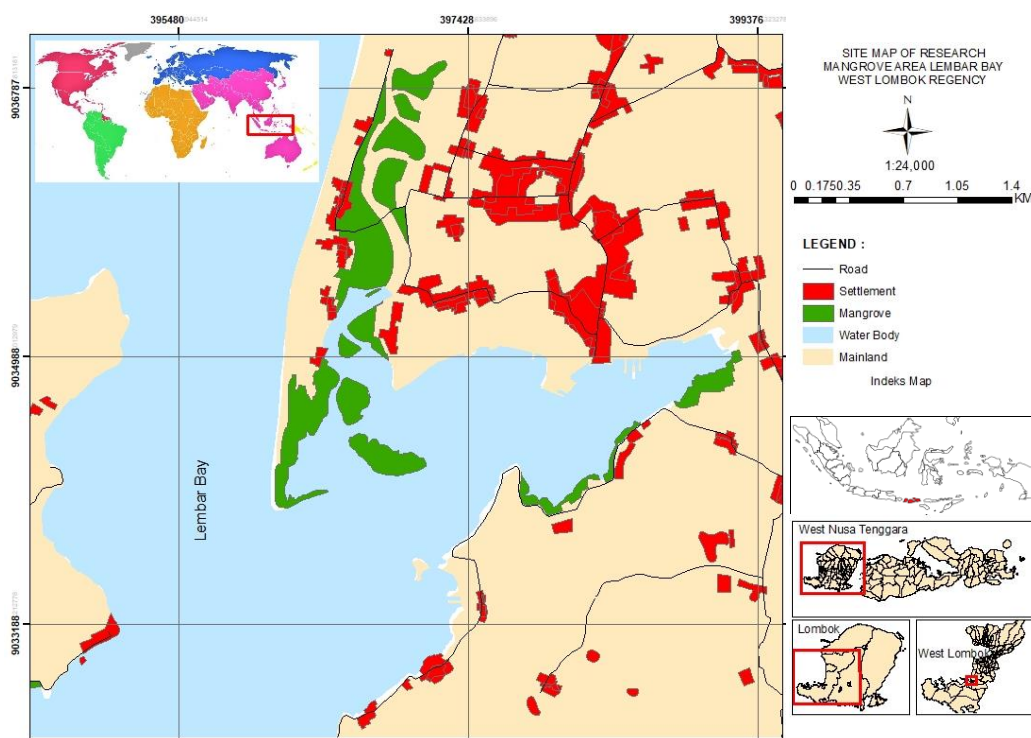 395480
397428
399376
9036787
9034988
9033188
Lembar Bay
SITE MAP OF RESEARCH
MANGROVE AREA LEMBAR BAY
WEST LOMBOK REGENCY
N
1:24,000
0 0.1750.35 0.7 1.05 1.4
KM
LEGEND :
Road
Settlement
Mangrove
Water Body
Mainland
Indeks Map
West Nusa Tenggara
Lombok
West Lombok